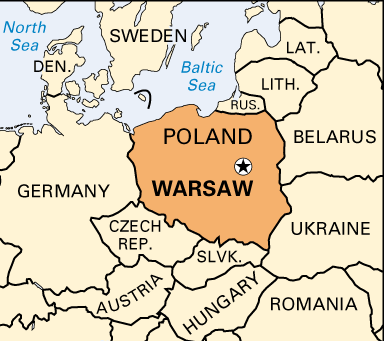 North
Sea
SWEDEN
LAT.
DEN.
Baltic
Sea
LITH.
RUS.
POLAND
BELARUS
WARSAW
GERMANY
CZECH
REP.
UKRAINE
SLVK.
AUSTRIA
HUNGARY
ROMANIA